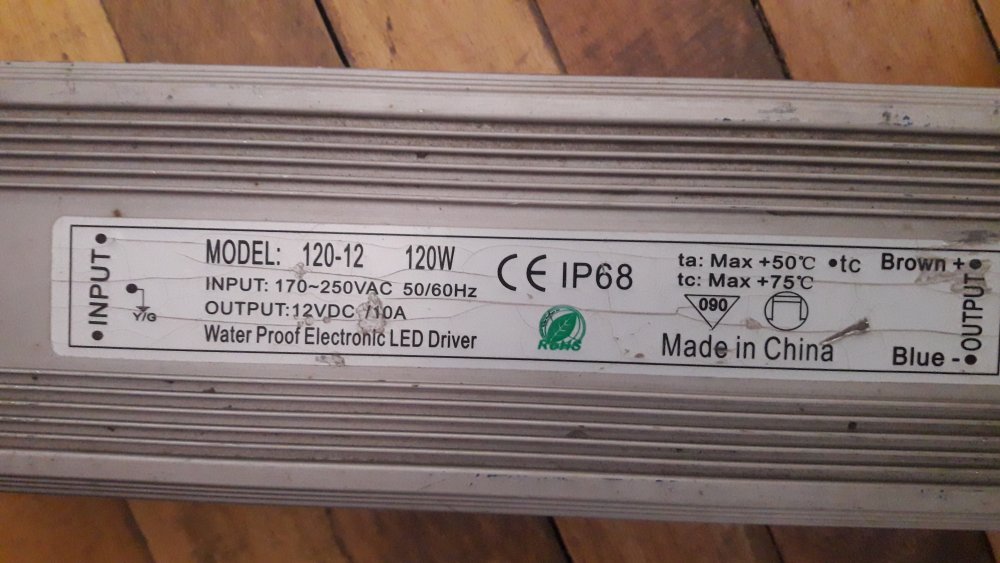 INPUT
Y/G
MODEL: 120-12 120W
INPUT: 170~250VAC 50/60Hz
OUTPUT:12VDC /10A
Water Proof Electronic LED Driver
CE IP68
RoHS
ta: Max +50℃ •tc
tc: Max +75℃
090
Made in China
Brown +
Blue -
OUTPUT